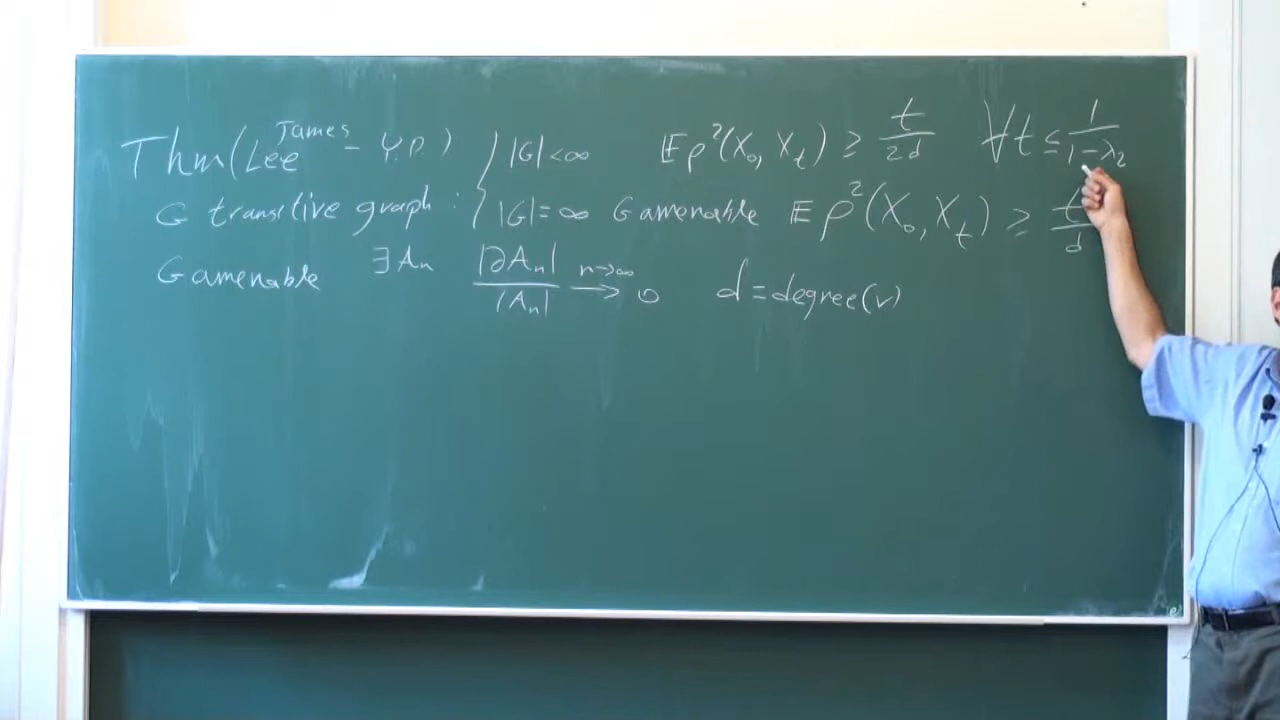 Thm (Lee James - Y.P.) |G| < ∞ 𝔼ρ²(X₀, X_t) ≥ t/2d ∀t ≤ 1/(1-λ₂)
G transitive graph : |G| = ∞ G amenable 𝔼ρ²(X₀, X_t) ≥ t/d
G amenable ∃ Aₙ |∂Aₙ|/|Aₙ| n→∞ → 0 d = degree(v)